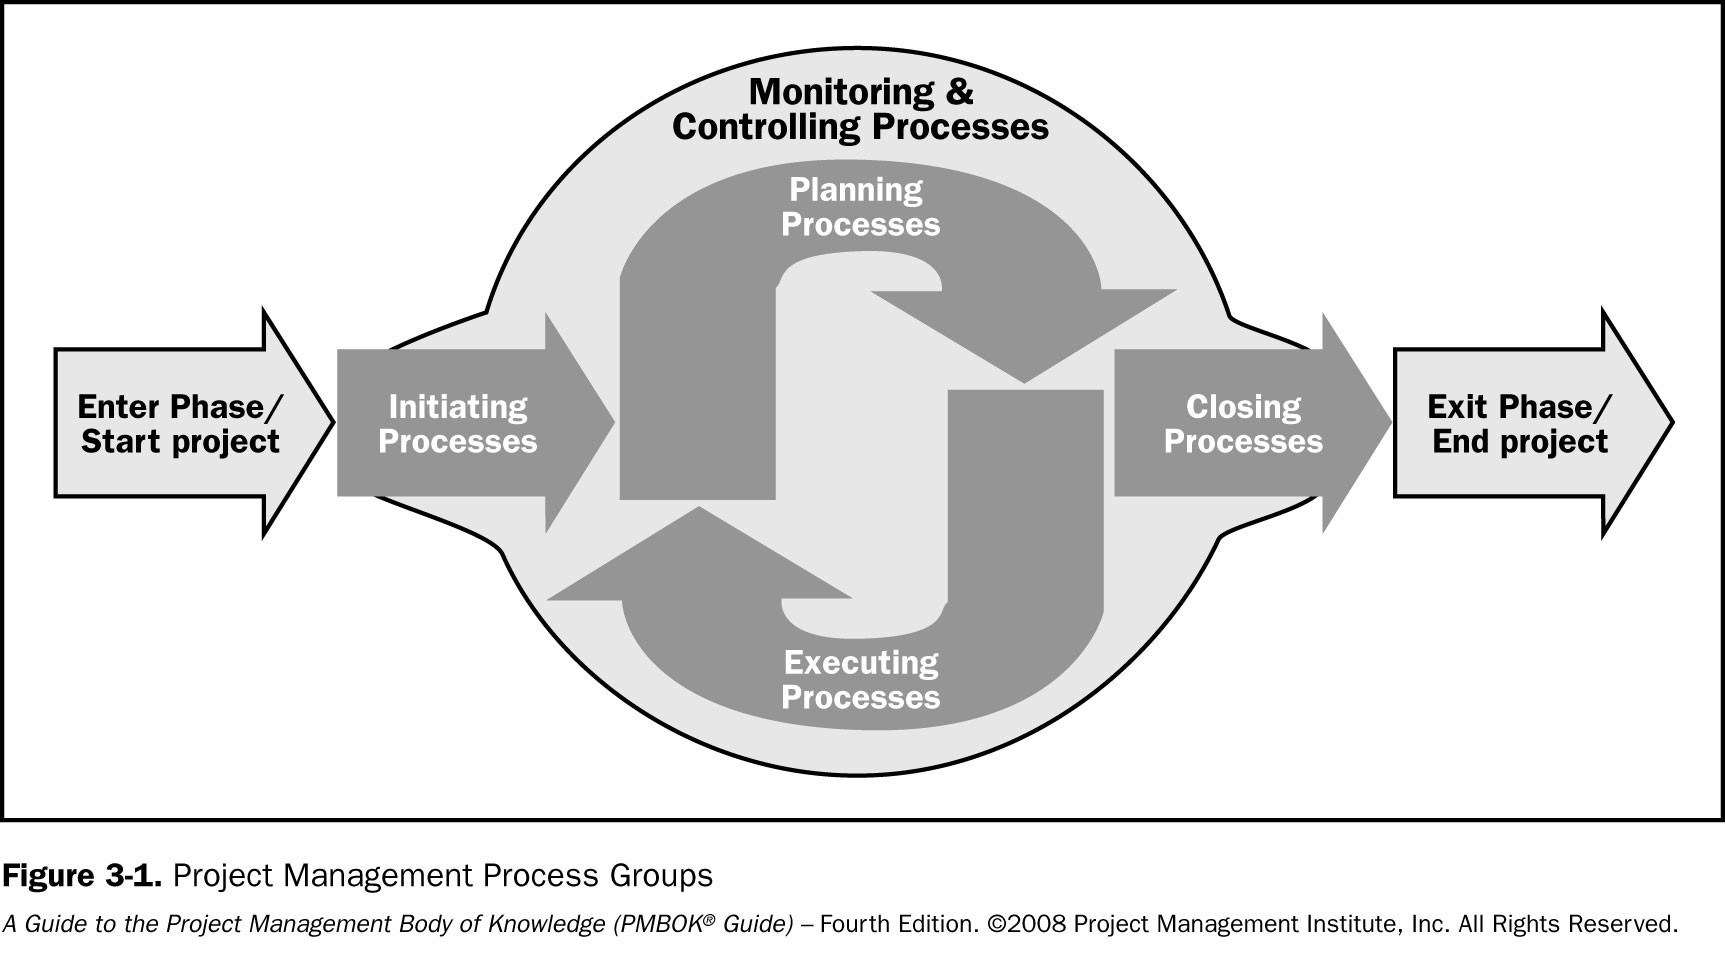 Monitoring &
Controlling Processes
Planning
Processes
Enter Phase/
Start project
Initiating
Processes
Closing
Processes
Exit Phase/
End project
Executing
Processes
Figure 3-1. Project Management Process Groups
A Guide to the Project Management Body of Knowledge (PMBOK® Guide) – Fourth Edition. ©2008 Project Management Institute, Inc. All Rights Reserved.